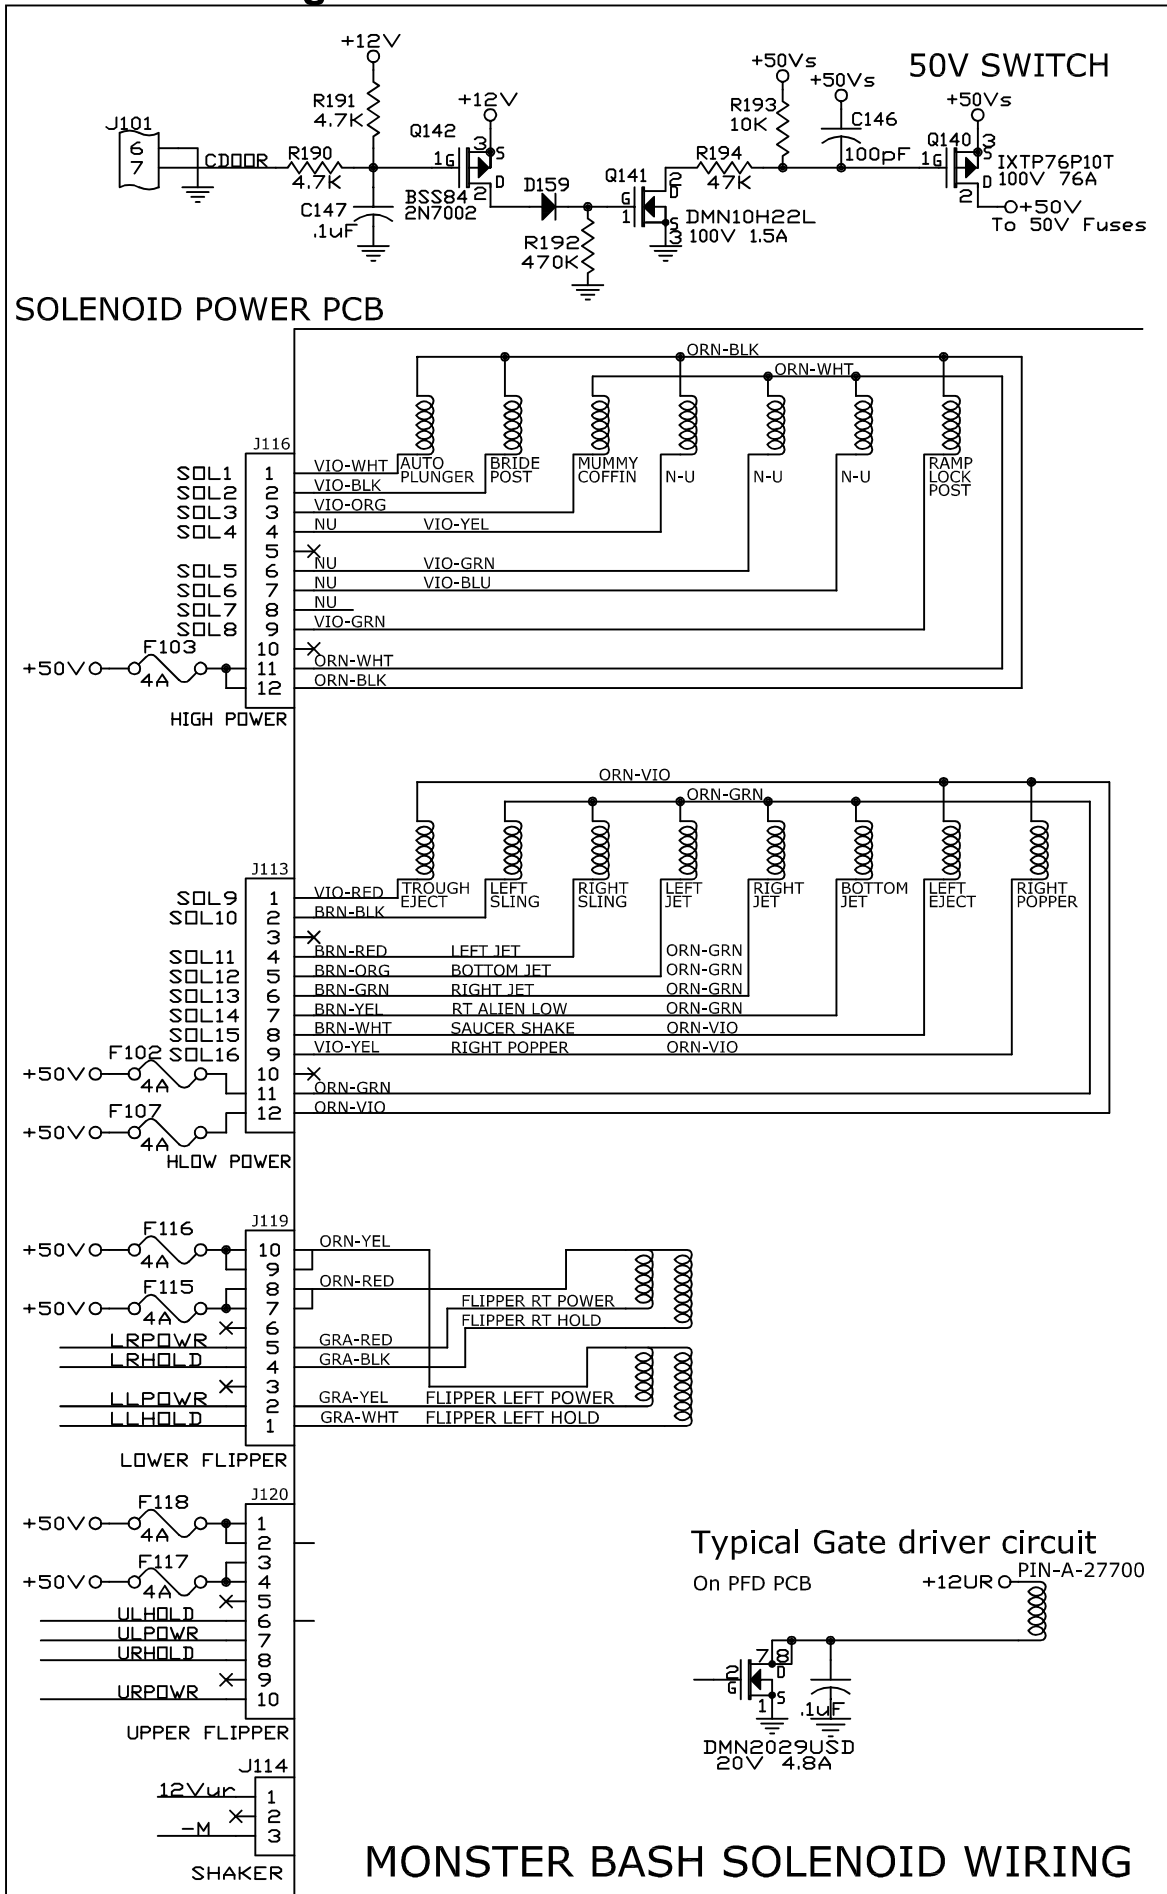 +12V
+50Vs
+50Vs
50V SWITCH
R191
4.7K
+12V
R193
10K
C146
100pF
+50Vs
J101
6
7
CDOOR
R190
4.7K
Q142
1
G
3
S
D
2
BSS84
2N7002
C147
.1uF
D159
R192
470K
Q141
G
1
2
D
S
3
DMN10H22L
100V 1.5A
R194
47K
Q140
1
G
3
S
D
2
IXTP76P10T
100V 76A
+50V
To 50V Fuses
SOLENOID POWER PCB
ORN-BLK
ORN-WHT
J116
AUTO
PLUNGER
BRIDE
POST
MUMMY
COFFIN
N-U
N-U
N-U
RAMP
LOCK
POST
SOL1 1 VIO-WHT
SOL2 2 VIO-BLK
SOL3 3 VIO-ORG
SOL4 4 NU VIO-YEL
5
SOL5 6 NU VIO-GRN
SOL6 7 NU VIO-BLU
SOL7 8 NU
SOL8 9 VIO-GRN
10
+50V F103 4A 11 ORN-WHT
12 ORN-BLK
HIGH POWER
ORN-VIO
ORN-GRN
J113
TROUGH
EJECT
LEFT
SLING
RIGHT
SLING
LEFT
JET
RIGHT
JET
BOTTOM
JET
LEFT
EJECT
RIGHT
POPPER
SOL9 1 VIO-RED
SOL10 2 BRN-BLK
3
SOL11 4 BRN-RED LEFT JET ORN-GRN
SOL12 5 BRN-ORG BOTTOM JET ORN-GRN
SOL13 6 BRN-GRN RIGHT JET ORN-GRN
SOL14 7 BRN-YEL RT ALIEN LOW ORN-GRN
SOL15 8 BRN-WHT SAUCER SHAKE ORN-VIO
SOL16 9 VIO-YEL RIGHT POPPER ORN-VIO
+50V F102 4A 10
11 ORN-GRN
+50V F107 4A 12 ORN-VIO
HLOW POWER
J119
+50V F116 4A 10 ORN-YEL
9
8 ORN-RED
+50V F115 4A 7 FLIPPER RT POWER
6 FLIPPER RT HOLD
LRPOWR 5 GRA-RED
LRHOLD 4 GRA-BLK
3
LLPOWR 2 GRA-YEL FLIPPER LEFT POWER
LLHOLD 1 GRA-WHT FLIPPER LEFT HOLD
LOWER FLIPPER
J120
+50V F118 4A 1
2
3
+50V F117 4A 4
5
ULHOLD 6
ULPOWR 7
URHOLD 8
9
URPOWR 10
UPPER FLIPPER
Typical Gate driver circuit
On PFD PCB
+12UR
PIN-A-27700
7 8
D
2
G
S
1
.1uF
DMN2029USD
20V 4.8A
J114
12Vur 1
2
-M 3
SHAKER
MONSTER BASH SOLENOID WIRING